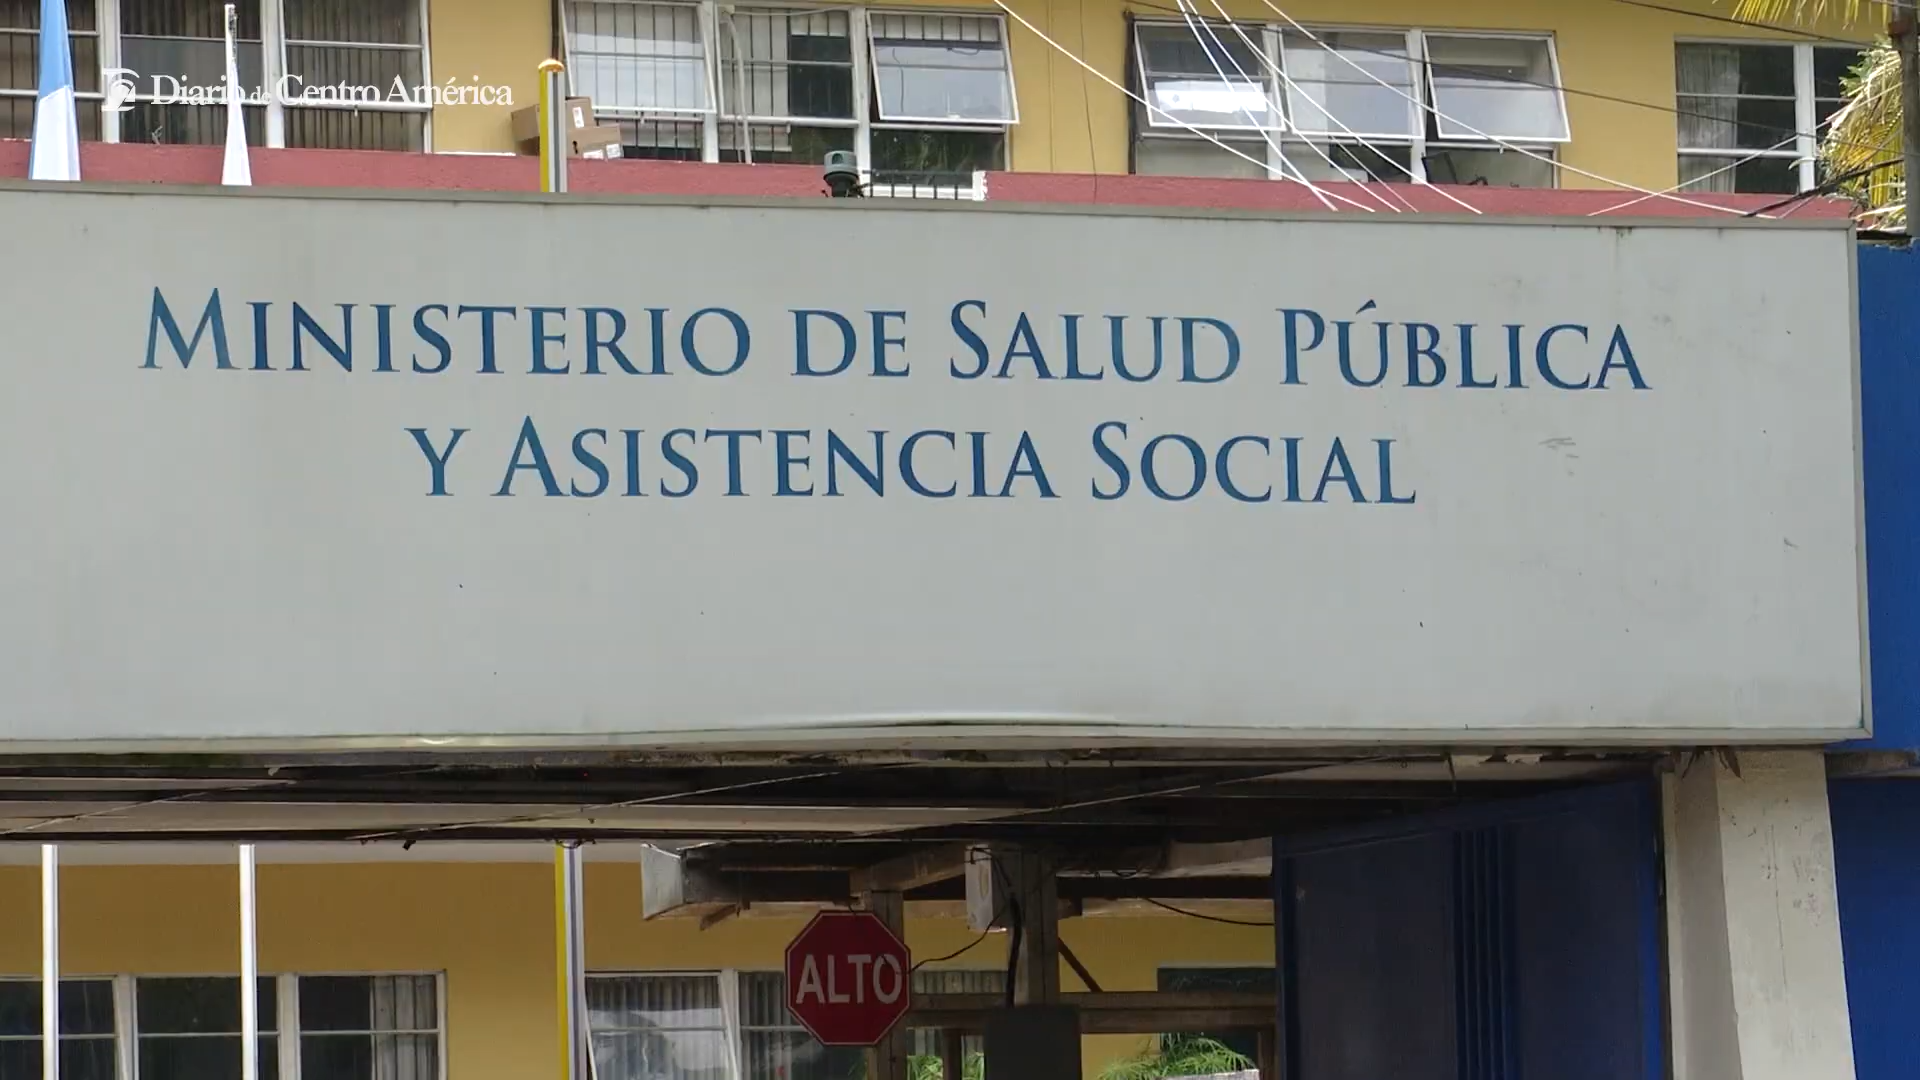 Diario de Centro América
MINISTERIO DE SALUD PÚBLICA
Y ASISTENCIA SOCIAL
ALTO